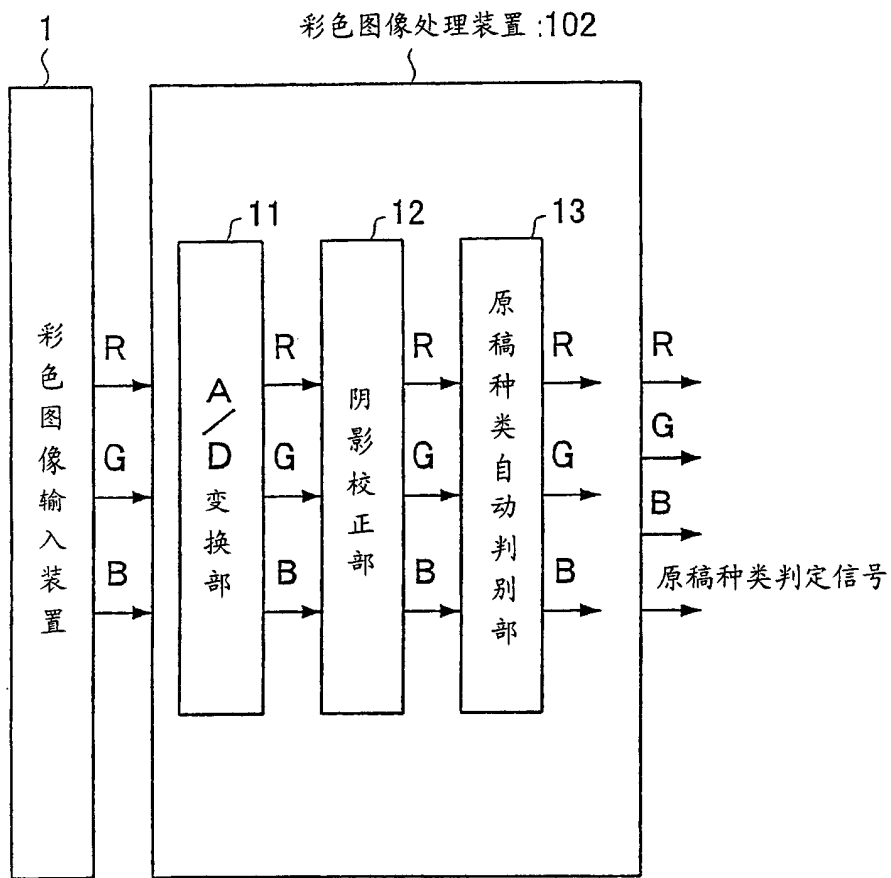 彩色图像处理装置:102
1
11
12
13
彩色图像输入装置
R
G
B
A/D变换部
R
G
B
阴影校正部
R
G
B
原稿种类自动判别部
R
G
B
R
G
B
原稿种类判定信号